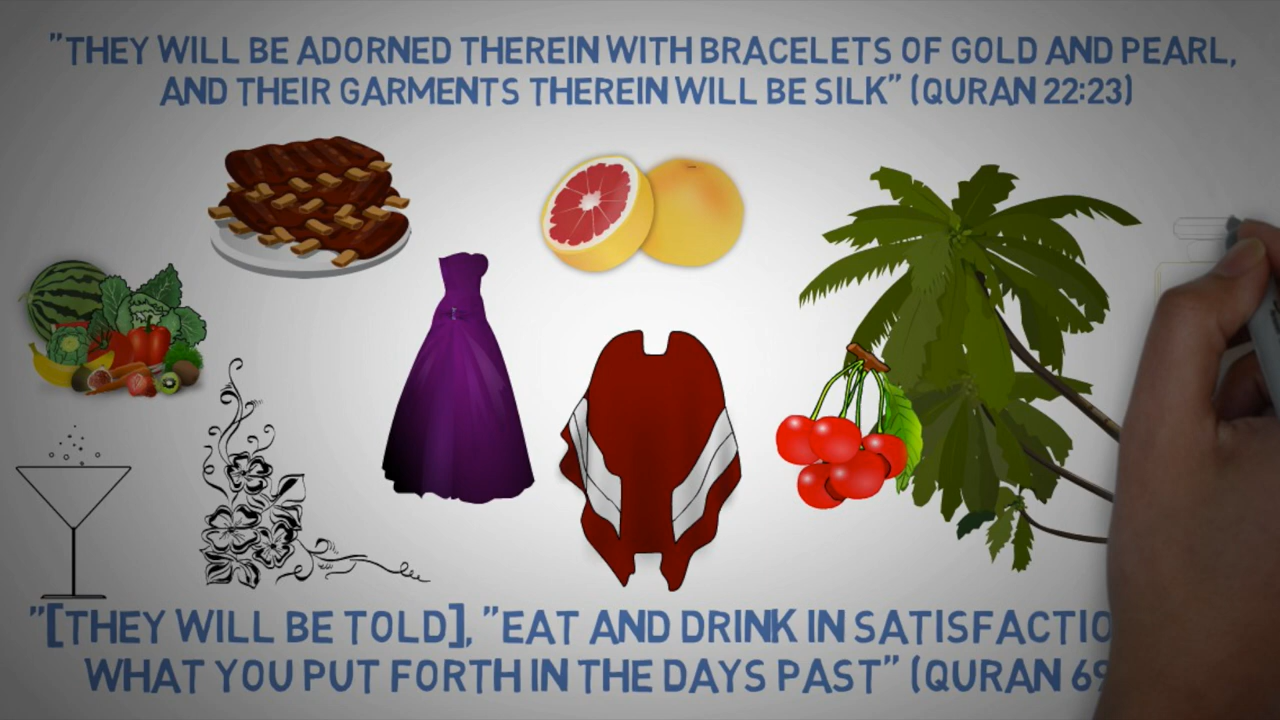 "THEY WILL BE ADORNED THEREIN WITH BRACELETS OF GOLD AND PEARL,
AND THEIR GARMENTS THEREIN WILL BE SILK" (QURAN 22:23)
"[THEY WILL BE TOLD], "EAT AND DRINK IN
WHAT YOU PUT FORTH IN THE DAYS PAST" (QURAN